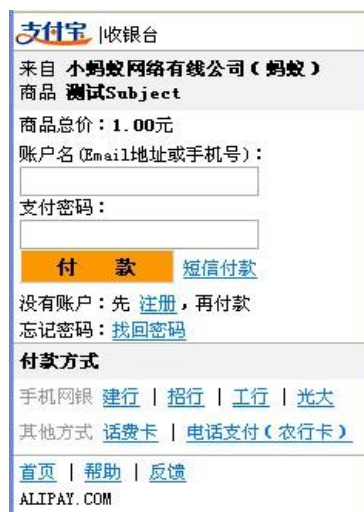 支付宝 |收银台
来自 小蚂蚁网络有线公司(蚂蚁)
商品 测试Subject
商品总价:1.00元
账户名(Email地址或手机号):
支付密码:
付 款 短信付款
没有账户:先 注册,再付款
忘记密码:找回密码
付款方式
手机网银 建行 | 招行 | 工行 | 光大
其他方式 话费卡 | 电话支付(农行卡)
首页 | 帮助 | 反馈
ALIPAY.COM